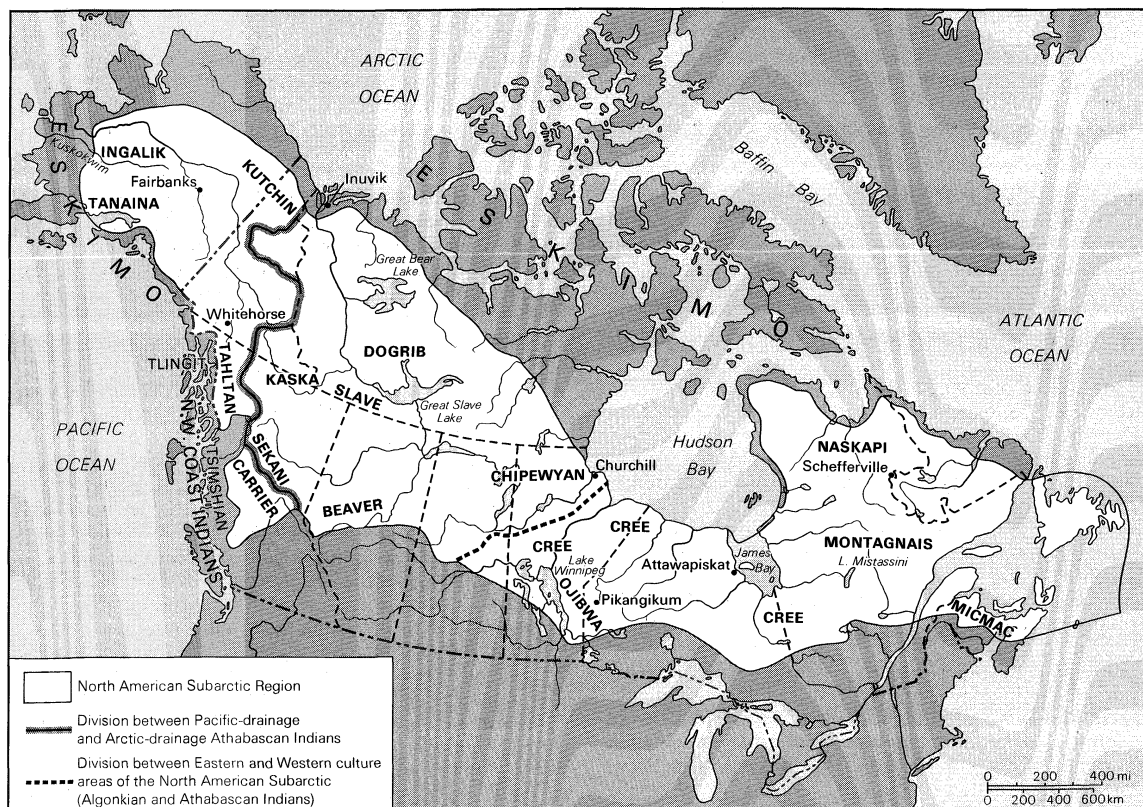 ARCTIC
OCEAN
ESKIMO
Kuskokwim
INGALIK
Fairbanks
TANAINA
KUTCHIN
Inuvik
ESKIMO
Baffin
Bay
Great Bear
Lake
Whitehorse
TLINGIT
TAHLTAN
KASKA
DOGRIB
SLAVE
Great Slave
Lake
ATLANTIC
OCEAN
PACIFIC
OCEAN
N.W. COAST INDIANS
TSIMSHIAN
SEKANI
CARRIER
BEAVER
CHIPEWYAN
Churchill
Hudson
Bay
NASKAPI
Schefferville
?
CREE
CREE
Lake
Winnipeg
OJIBWA
Attawapiskat
James
Bay
Pikangikum
CREE
MONTAGNAIS
L. Mistassini
MICMAC
North American Subarctic Region
Division between Pacific-drainage
and Arctic-drainage Athabascan Indians
Division between Eastern and Western culture
areas of the North American Subarctic
(Algonkian and Athabascan Indians)
0 200 400 mi
0 200 400 600 km